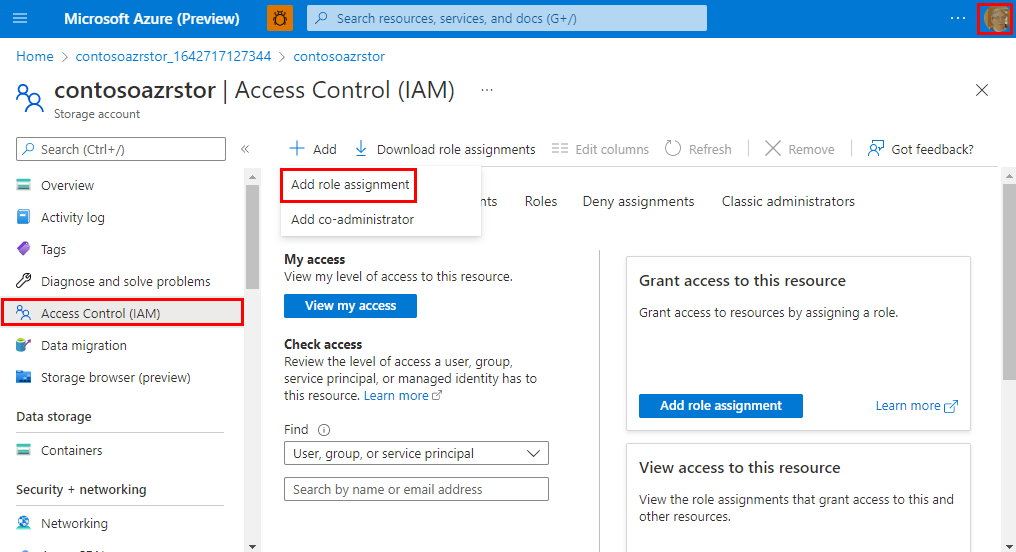 Microsoft Azure (Preview)
Search resources, services, and docs (G+/)
Home > contosoazrstor_1642717127344 > contosoazrstor
contosoazrstor | Access Control (IAM) ...
Storage account
Search (Ctrl+/)
Overview
Activity log
Tags
Diagnose and solve problems
Access Control (IAM)
Data migration
Storage browser (preview)
Data storage
Containers
Security + networking
Networking
Add
Download role assignments
Edit columns
Refresh
Remove
Got feedback?
Add role assignment
Add co-administrator
nts
Roles
Deny assignments
Classic administrators
My access
View my level of access to this resource.
View my access
Check access
Review the level of access a user, group,
service principal, or managed identity has to
this resource. Learn more
Find
User, group, or service principal
Search by name or email address
Grant access to this resource
Grant access to resources by assigning a role.
Add role assignment
Learn more
View access to this resource
View the role assignments that grant access to this and
other resources.